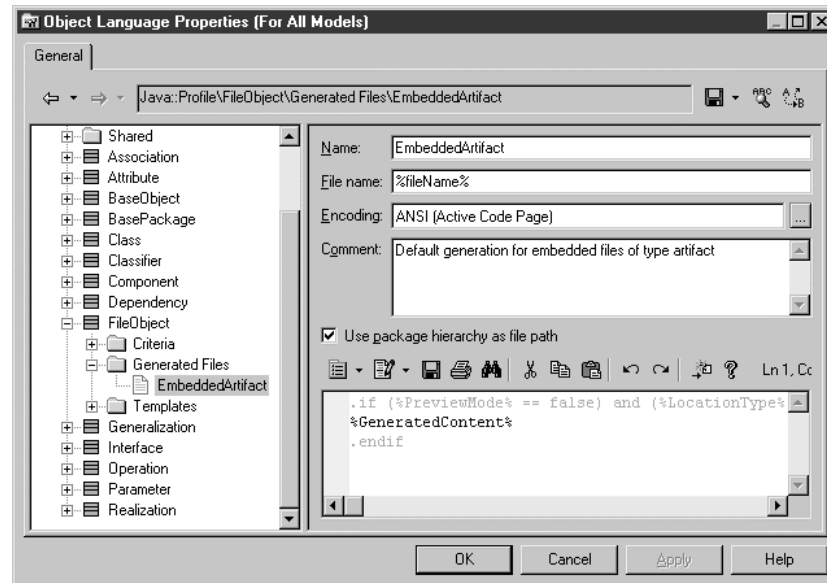 Object Language Properties (For All Models)
General
Java::Profile\FileObject\Generated Files\EmbeddedArtifact
Shared
Association
Attribute
BaseObject
BasePackage
Class
Classifier
Component
Dependency
FileObject
Criteria
Generated Files
EmbeddedArtifact
Templates
Generalization
Interface
Operation
Parameter
Realization
Name: EmbeddedArtifact
File name: %fileName%
Encoding: ANSI (Active Code Page) ...
Comment: Default generation for embedded files of type artifact
Use package hierarchy as file path
Ln 1, Cc
.if (%PreviewMode% == false) and (%LocationType%
%GeneratedContent%
.endif
OK Cancel Apply Help